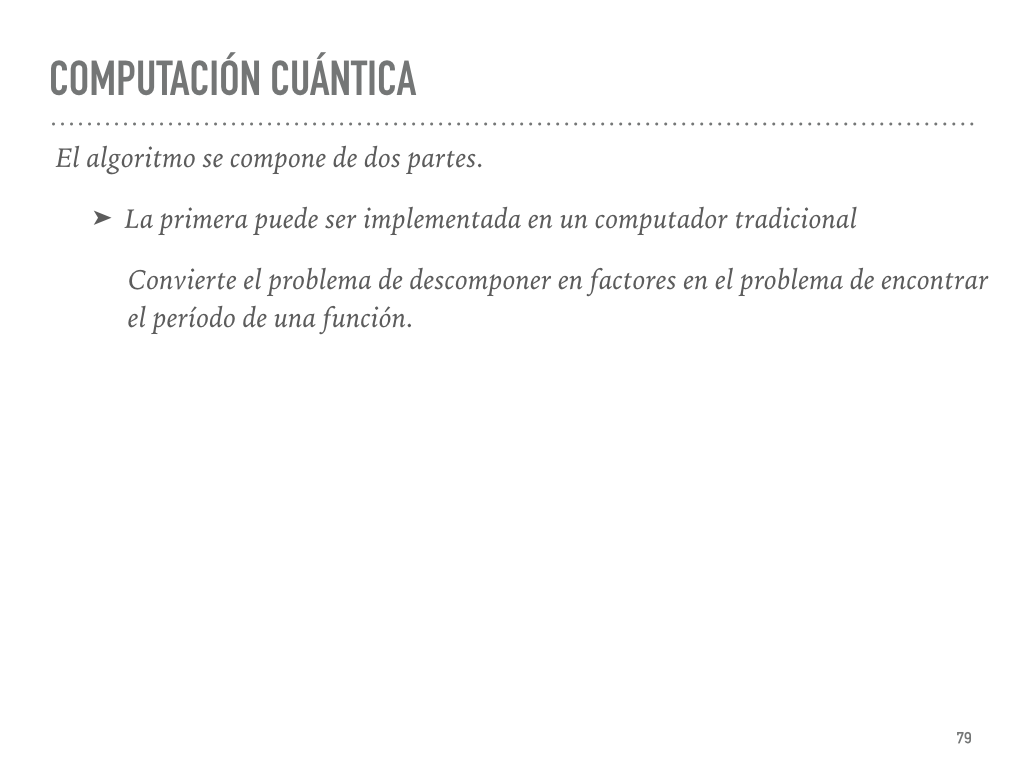 COMPUTACIÓN CUÁNTICA
El algoritmo se compone de dos partes.
➤ La primera puede ser implementada en un computador tradicional
Convierte el problema de descomponer en factores en el problema de encontrar
el período de una función.
79